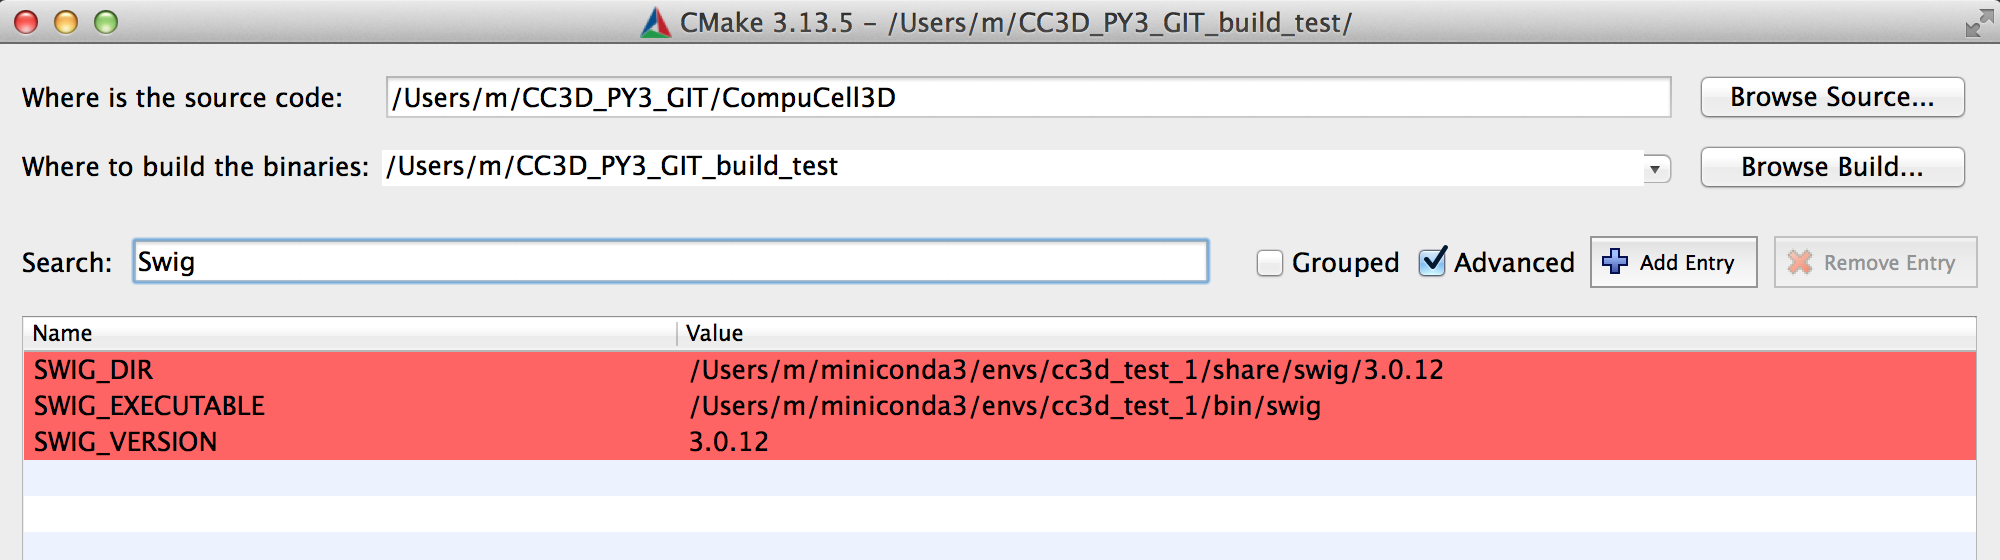 CMake 3.13.5 - /Users/m/CC3D_PY3_GIT_build_test/
Where is the source code: /Users/m/CC3D_PY3_GIT/CompuCell3D Browse Source...
Where to build the binaries: /Users/m/CC3D_PY3_GIT_build_test Browse Build...
Search: Swig Grouped Advanced Add Entry Remove Entry
Name Value
SWIG_DIR /Users/m/miniconda3/envs/cc3d_test_1/share/swig/3.0.12
SWIG_EXECUTABLE /Users/m/miniconda3/envs/cc3d_test_1/bin/swig
SWIG_VERSION 3.0.12